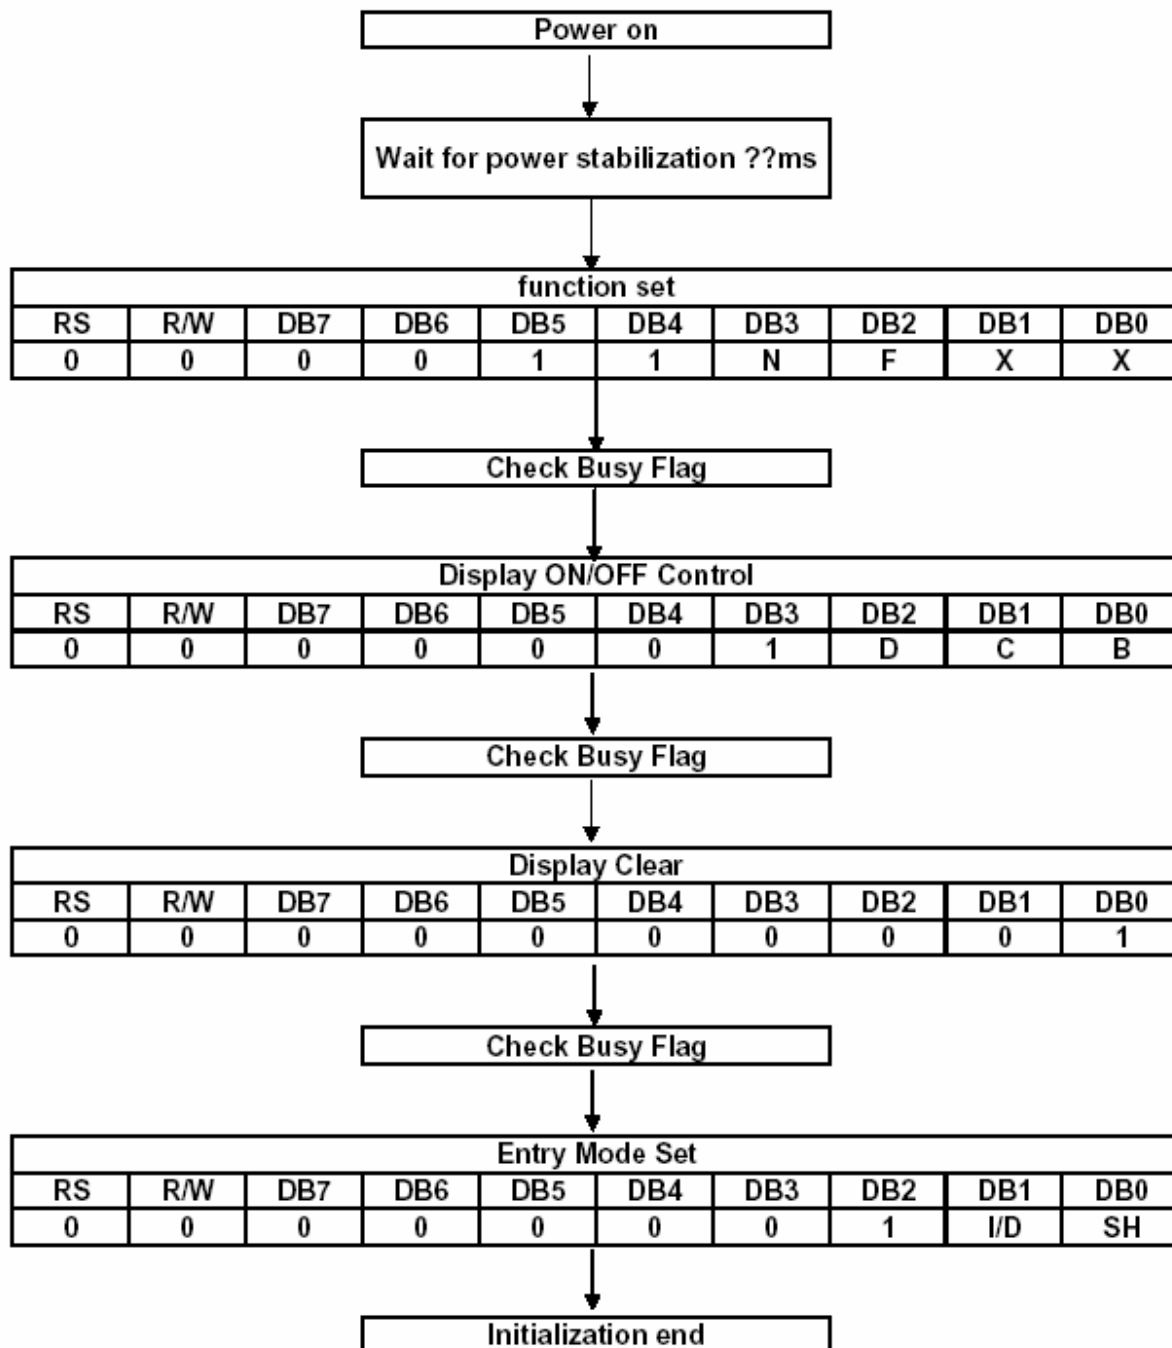 Power on
Wait for power stabilization ??ms
function set
RS R/W DB7 DB6 DB5 DB4 DB3 DB2 DB1 DB0
0 0 0 0 1 1 N F X X
Check Busy Flag
Display ON/OFF Control
RS R/W DB7 DB6 DB5 DB4 DB3 DB2 DB1 DB0
0 0 0 0 0 0 1 D C B
Check Busy Flag
Display Clear
RS R/W DB7 DB6 DB5 DB4 DB3 DB2 DB1 DB0
0 0 0 0 0 0 0 0 0 1
Check Busy Flag
Entry Mode Set
RS R/W DB7 DB6 DB5 DB4 DB3 DB2 DB1 DB0
0 0 0 0 0 0 0 1 I/D SH
Initialization end